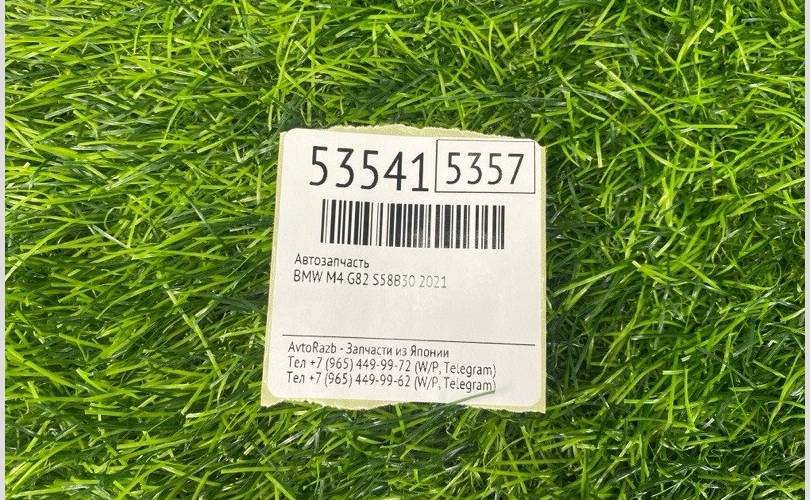 53541 5357
Автозапчасть
BMW M4 G82 S58B30 2021
AvtoRazb - Запчасти из Японии
Тел +7 (965) 449-99-72 (W/P, Telegram)
Тел +7 (965) 449-99-62 (W/P, Telegram)